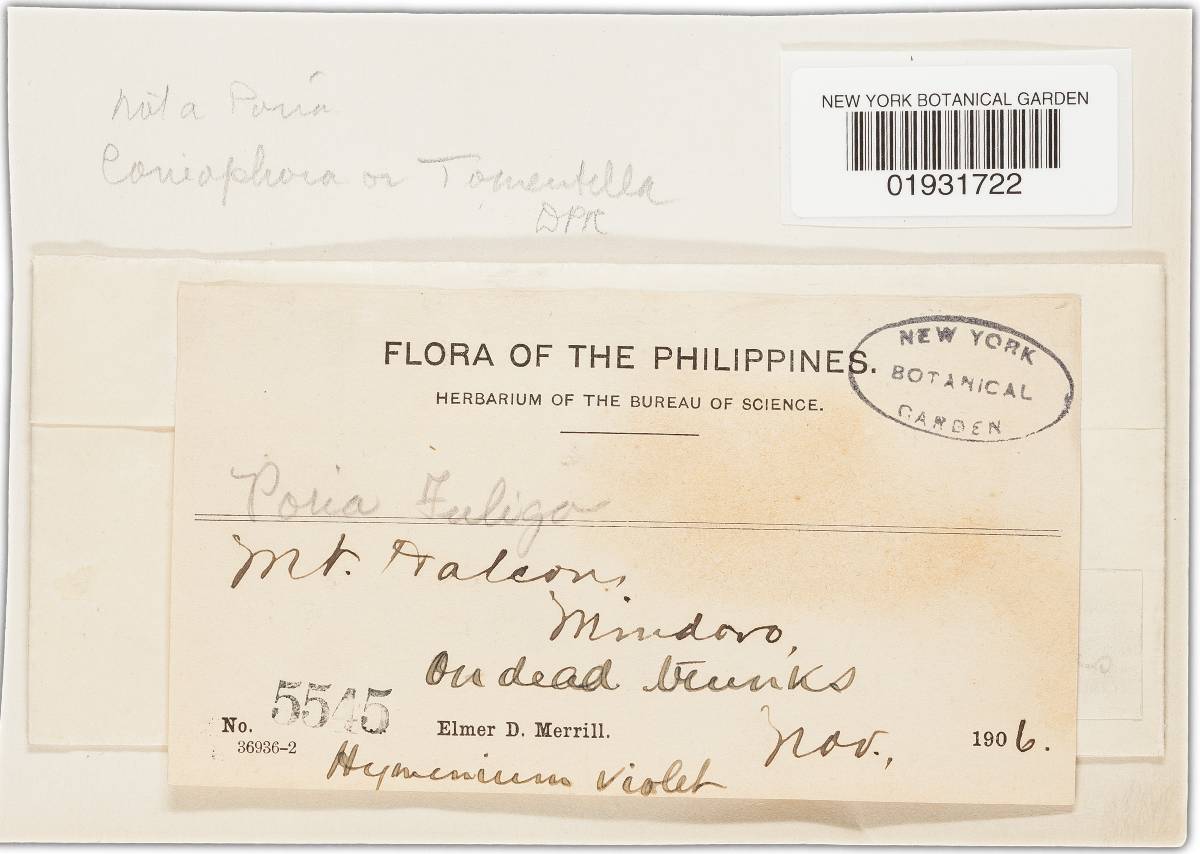 not a Poria
Coniophora or Tomentella
DPR
NEW YORK BOTANICAL GARDEN
01931722
FLORA OF THE PHILIPPINES.
HERBARIUM OF THE BUREAU OF SCIENCE.
NEW YORK
BOTANICAL
GARDEN
Poria Fuligo
Mt. Halcon,
Mindoro,
On dead trunks
No. 5545 Elmer D. Merrill. Nov., 1906.
36936-2
Hymenium violet